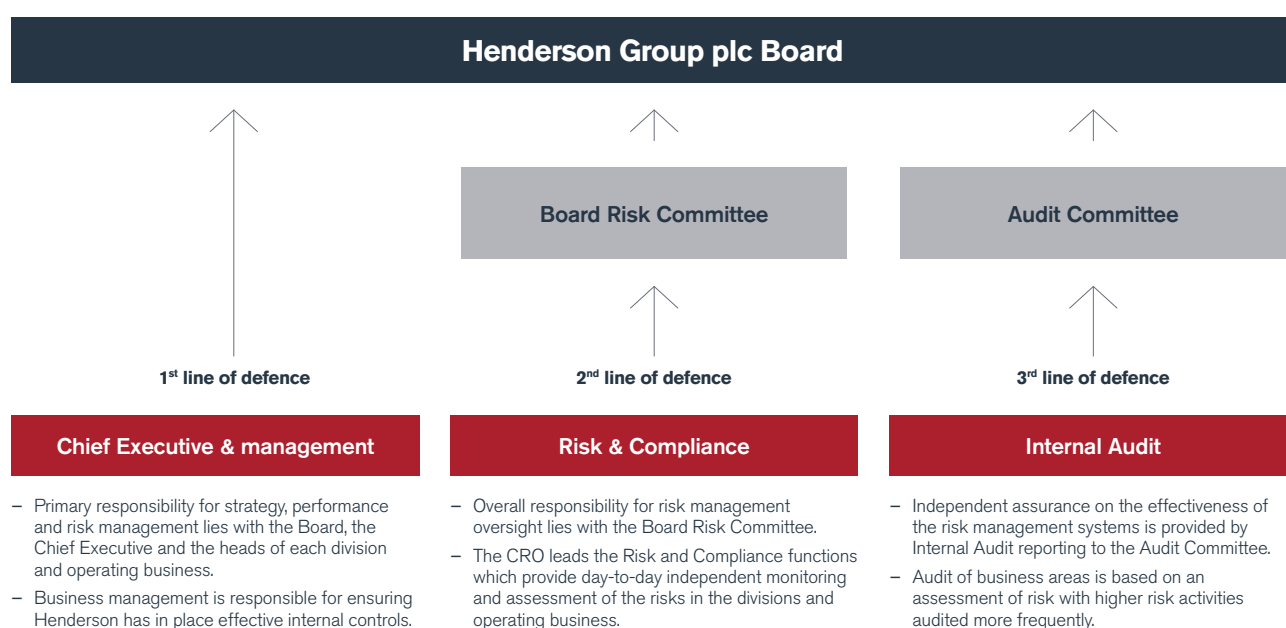 Henderson Group plc Board
Board Risk Committee
Audit Committee
1st line of defence
2nd line of defence
3rd line of defence
Chief Executive & management
Risk & Compliance
Internal Audit
– Primary responsibility for strategy, performance
and risk management lies with the Board, the
Chief Executive and the heads of each division
and operating business.
– Business management is responsible for ensuring
Henderson has in place effective internal controls.
– Overall responsibility for risk management
oversight lies with the Board Risk Committee.
– The CRO leads the Risk and Compliance functions
which provide day-to-day independent monitoring
and assessment of the risks in the divisions and
operating business.
– Independent assurance on the effectiveness of
the risk management systems is provided by
Internal Audit reporting to the Audit Committee.
– Audit of business areas is based on an
assessment of risk with higher risk activities
audited more frequently.